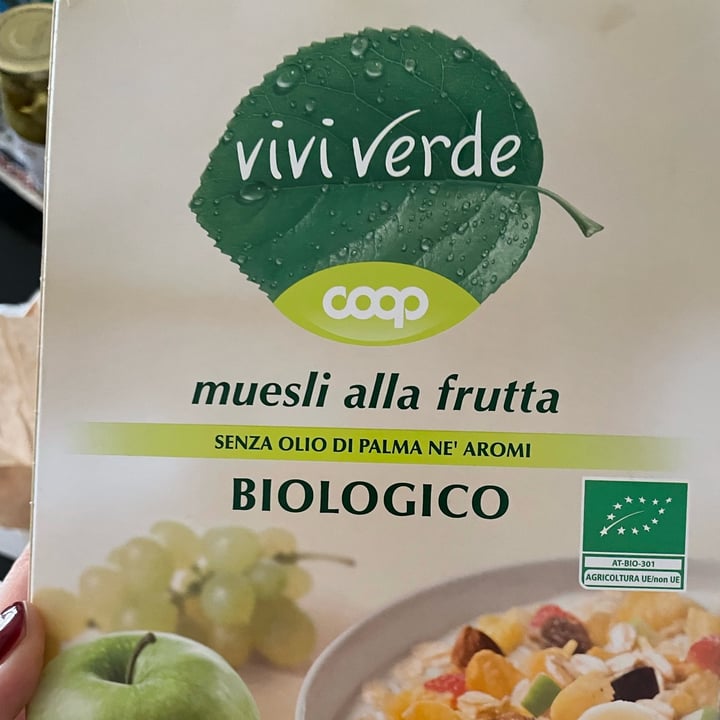 vivi verde
coop
muesli alla frutta
SENZA OLIO DI PALMA NE' AROMI
BIOLOGICO
AT-BIO-301
AGRICOLTURA UE/non UE